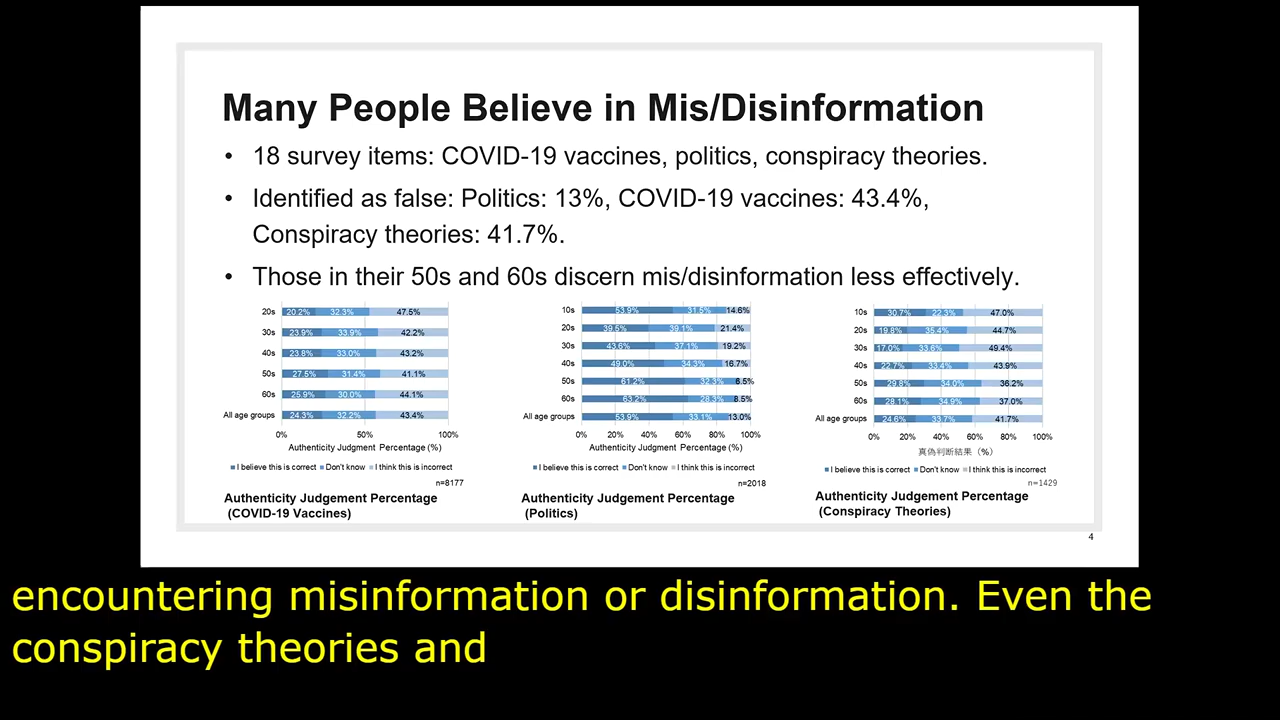 Many People Believe in Mis/Disinformation
• 18 survey items: COVID-19 vaccines, politics, conspiracy theories.
• Identified as false: Politics: 13%, COVID-19 vaccines: 43.4%,
Conspiracy theories: 41.7%.
• Those in their 50s and 60s discern mis/disinformation less effectively.
20s 20.2% 32.3% 47.5%
30s 23.9% 33.9% 42.2%
40s 23.8% 33.0% 43.2%
50s 27.5% 31.4% 41.1%
60s 25.9% 30.0% 44.1%
All age groups 24.3% 32.2% 43.4%
0% 50% 100%
Authenticity Judgment Percentage (%)
I believe this is correct Don't know I think this is incorrect
n=8177
Authenticity Judgement Percentage
(COVID-19 Vaccines)
10s 53.9% 31.5% 14.6%
20s 39.5% 39.1% 21.4%
30s 43.6% 37.1% 19.2%
40s 49.0% 34.3% 16.7%
50s 61.2% 32.3% 6.5%
60s 63.2% 28.3% 8.5%
All age groups 53.9% 33.1% 13.0%
0% 20% 40% 60% 80% 100%
Authenticity Judgment Percentage (%)
I believe this is correct Don't know I think this is incorrect
n=2018
Authenticity Judgement Percentage
(Politics)
10s 30.7% 22.3% 47.0%
20s 19.8% 35.4% 44.7%
30s 17.0% 33.6% 49.4%
40s 22.7% 33.4% 43.9%
50s 29.8% 34.0% 36.2%
60s 28.1% 34.9% 37.0%
All age groups 24.6% 33.7% 41.7%
0% 20% 40% 60% 80% 100%
真偽判断結果（%）
I believe this is correct Don't know I think this is incorrect
n=1429
Authenticity Judgement Percentage
(Conspiracy Theories)
4
encountering misinformation or disinformation. Even the
conspiracy theories and